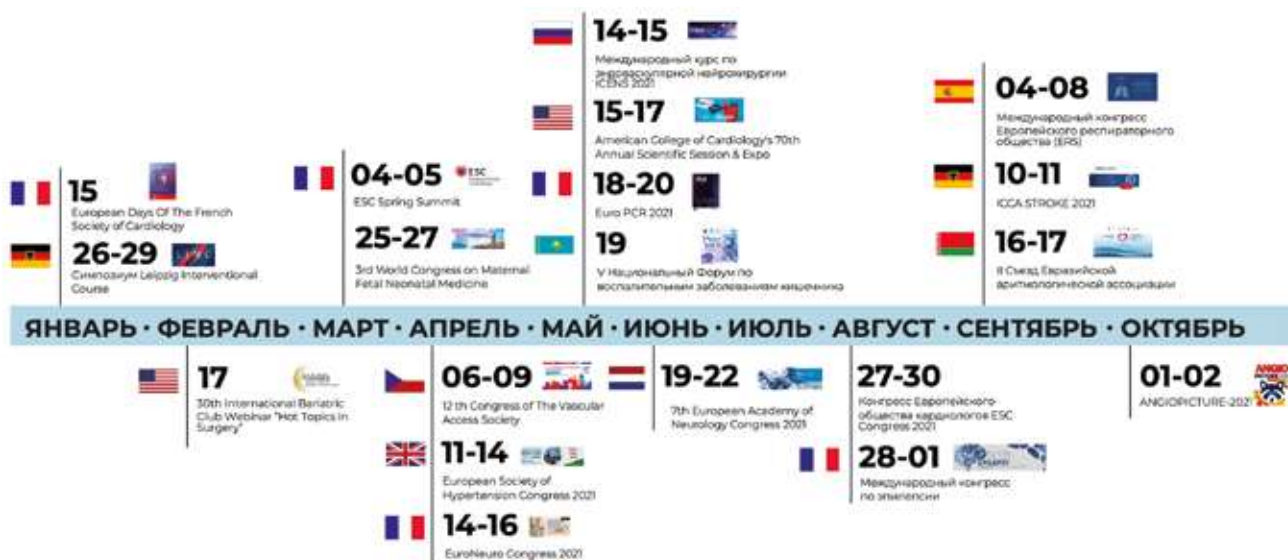 14-15
Международный курс по
эндоваскулярной нейрохирургии
ICENS 2021
15-17
American College of Cardiology's 70th
Annual Scientific Session & Expo
18-20
Euro PCR 2021
19
V Национальный Форум по
воспалительным заболеваниям кишечника
04-08
Международный конгресс
Европейского респираторного
общества (ERS)
10-11
ICCA STROKE 2021
16-17
II Съезд Евразийской
аритмологической ассоциации
15
European Days Of The French
Society of Cardiology
26-29
Симпозиум Leipzig Interventional
Course
04-05
ESC
ESC Spring Summit
25-27
3rd World Congress on Maternal
Fetal Neonatal Medicine
ЯНВАРЬ · ФЕВРАЛЬ · МАРТ · АПРЕЛЬ · МАЙ · ИЮНЬ · ИЮЛЬ · АВГУСТ · СЕНТЯБРЬ · ОКТЯБРЬ
17
30th International Bariatric
Club Webinar "Hot Topics in
Surgery"
06-09
12 th Congress of The Vascular
Access Society
11-14
European Society of
Hypertension Congress 2021
14-16
EuroNeuro Congress 2021
19-22
7th European Academy of
Neurology Congress 2021
27-30
Конгресс Европейского
общества кардиологов ESC
Congress 2021
28-01
Международный конгресс
по эпилепсии
01-02
ANGIOPICTURE-2021
ANGIO